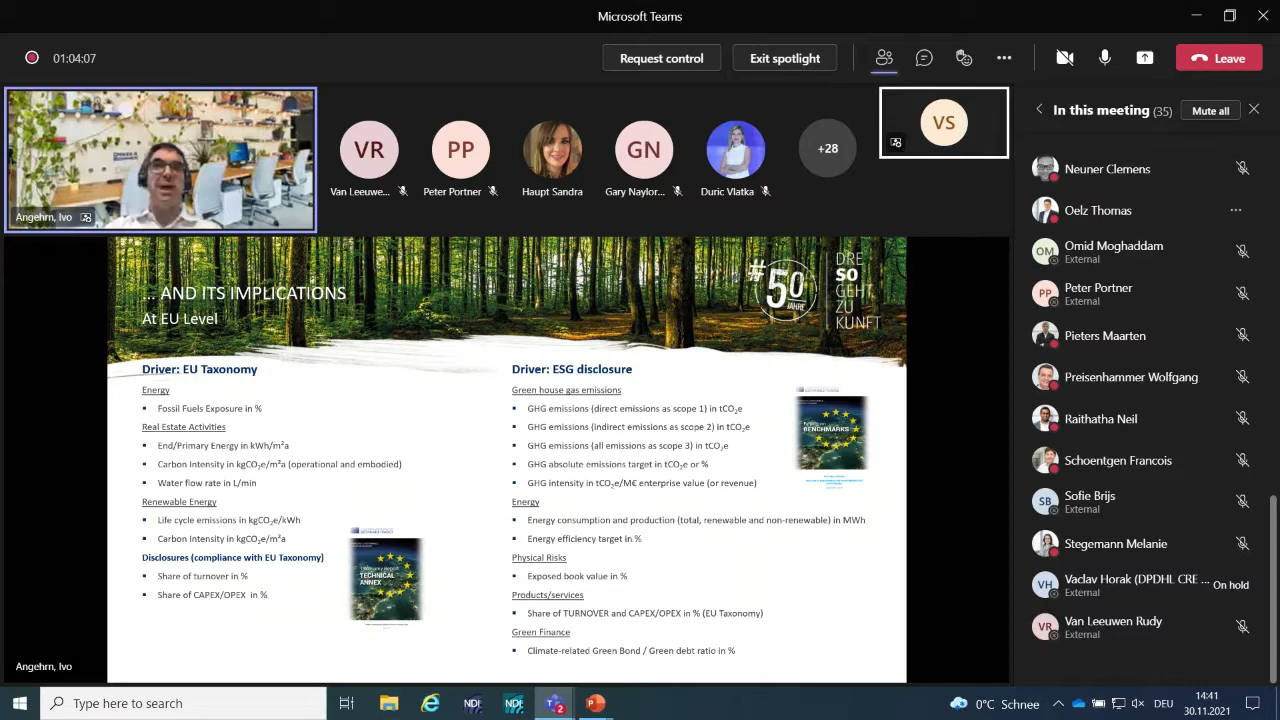 Microsoft Teams
01:04:07
Request control
Exit spotlight
Leave
VR
PP
GN
+28
VS
Van Leeuwe...
Peter Portner
Haupt Sandra
Gary Naylor...
Duric Vlatka
Angehrn, Ivo
In this meeting (35)
Mute all
Neuner Clemens
Oelz Thomas
OM
Omid Moghaddam
External
PP
Peter Portner
External
Pieters Maarten
Preisenhammer Wolfgang
Raithatha Neil
Schoemann Francois
SB
Sofie Brijs
External
Stegemann Melanie
VH
Vaclav Horak (DPDHL CRE ...
External
On hold
VR
van Leeuwen Rudy
External
... AND ITS IMPLICATIONS
At EU Level
#50
JAHRE
DRE
SO
GEHT
ZU
KUNFT
Driver: EU Taxonomy
Energy
▪ Fossil Fuels Exposure in %
Real Estate Activities
▪ End/Primary Energy in kWh/m²a
▪ Carbon Intensity in kgCO₂e/m²a (operational and embodied)
▪ Water flow rate in L/min
Renewable Energy
▪ Life cycle emissions in kgCO₂e/kWh
▪ Carbon Intensity in kgCO₂e/m²a
Disclosures (compliance with EU Taxonomy)
▪ Share of turnover in %
▪ Share of CAPEX/OPEX in %
Taxonomy Report
TECHNICAL
ANNEX
Driver: ESG disclosure
Green house gas emissions
▪ GHG emissions (direct emissions as scope 1) in tCO₂e
▪ GHG emissions (indirect emissions as scope 2) in tCO₂e
▪ GHG emissions (all emissions as scope 3) in tCO₂e
▪ GHG absolute emissions target in tCO₂e or %
▪ GHG intensity in tCO₂e/M€ enterprise value (or revenue)
Energy
▪ Energy consumption and production (total, renewable and non-renewable) in MWh
▪ Energy efficiency target in %
Physical Risks
▪ Exposed book value in %
Products/services
▪ Share of TURNOVER and CAPEX/OPEX in % (EU Taxonomy)
Green Finance
▪ Climate-related Green Bond / Green debt ratio in %
Report on
BENCHMARKS
Angehrn, Ivo
Type here to search
NDF
NDF
2
0°C Schnee
DEU
14:41
30.11.2021